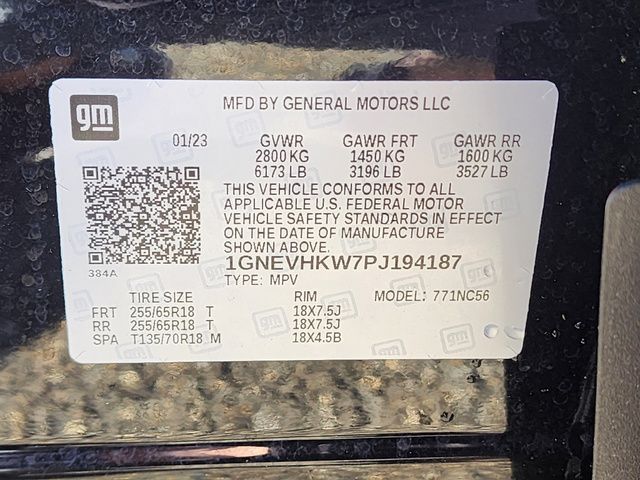 gm
MFD BY GENERAL MOTORS LLC
01/23 GVWR GAWR FRT GAWR RR
2800 KG 1450 KG 1600 KG
6173 LB 3196 LB 3527 LB
THIS VEHICLE CONFORMS TO ALL
APPLICABLE U.S. FEDERAL MOTOR
VEHICLE SAFETY STANDARDS IN EFFECT
ON THE DATE OF MANUFACTURE
SHOWN ABOVE.
384A
1GNEVHKW7PJ194187
TYPE: MPV
TIRE SIZE RIM MODEL: 771NC56
FRT 255/65R18 T 18X7.5J
RR 255/65R18 T 18X7.5J
SPA T135/70R18 M 18X4.5B